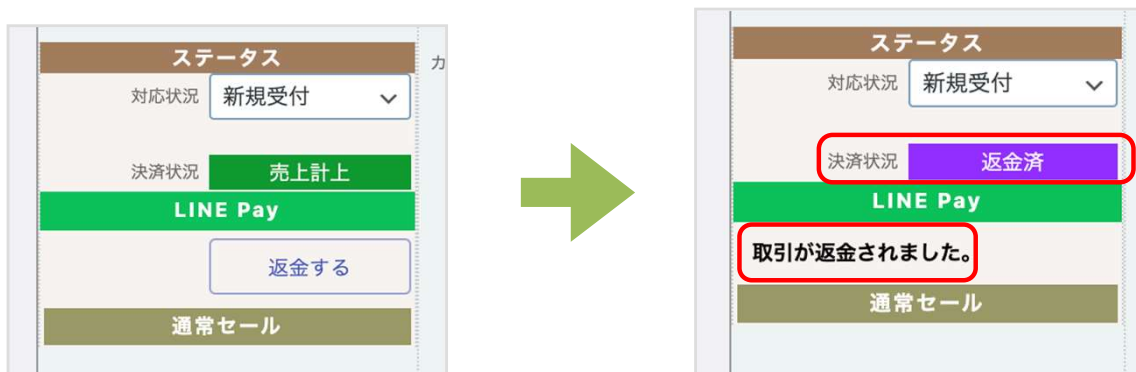 ステータス
カ
対応状況 新規受付
決済状況 売上計上
LINE Pay
返金する
通常セール
ステータス
対応状況 新規受付
決済状況 返金済
LINE Pay
取引が返金されました。
通常セール